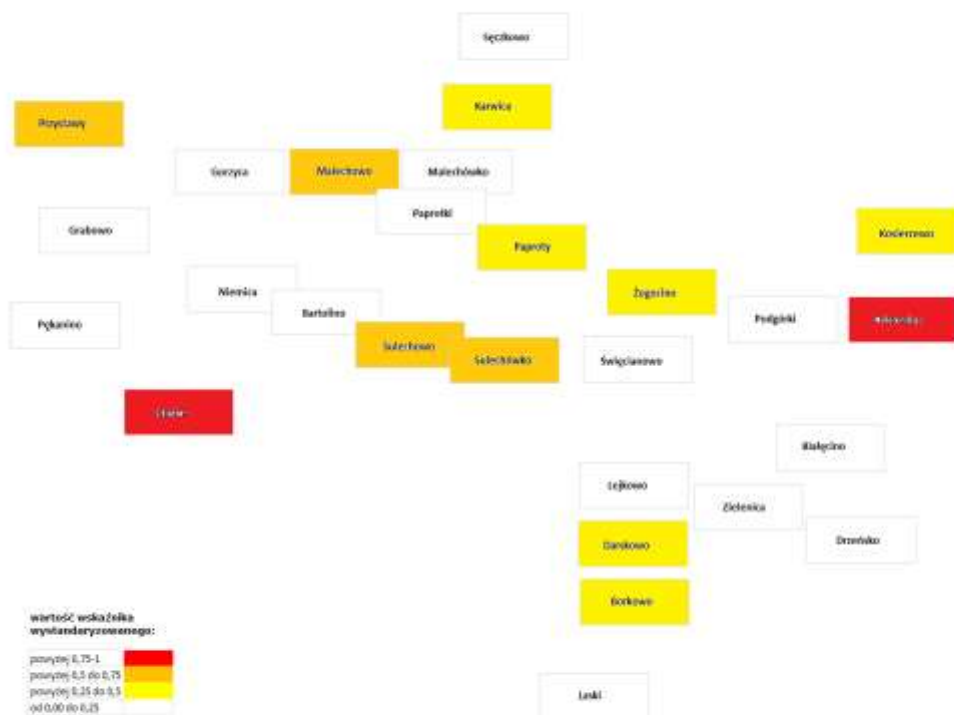 Sęczkowo
Karwice
Przystawy
Gorzyca
Malechowo
Malechówko
Paprotki
Grabowo
Paproty
Kosierzewo
Niemica
Żegocino
Bartolino
Pękanino
Podgórki
Sulechowo
Sulechówko
Święcianowo
Białęcino
Lejkowo
Zielenica
Drzeńsko
Darskowo
Borkowo
Laski
wartość wskaźnika
wystandaryzowanego:
powyżej 0,75-1
powyżej 0,5 do 0,75
powyżej 0,25 do 0,5
od 0,00 do 0,25